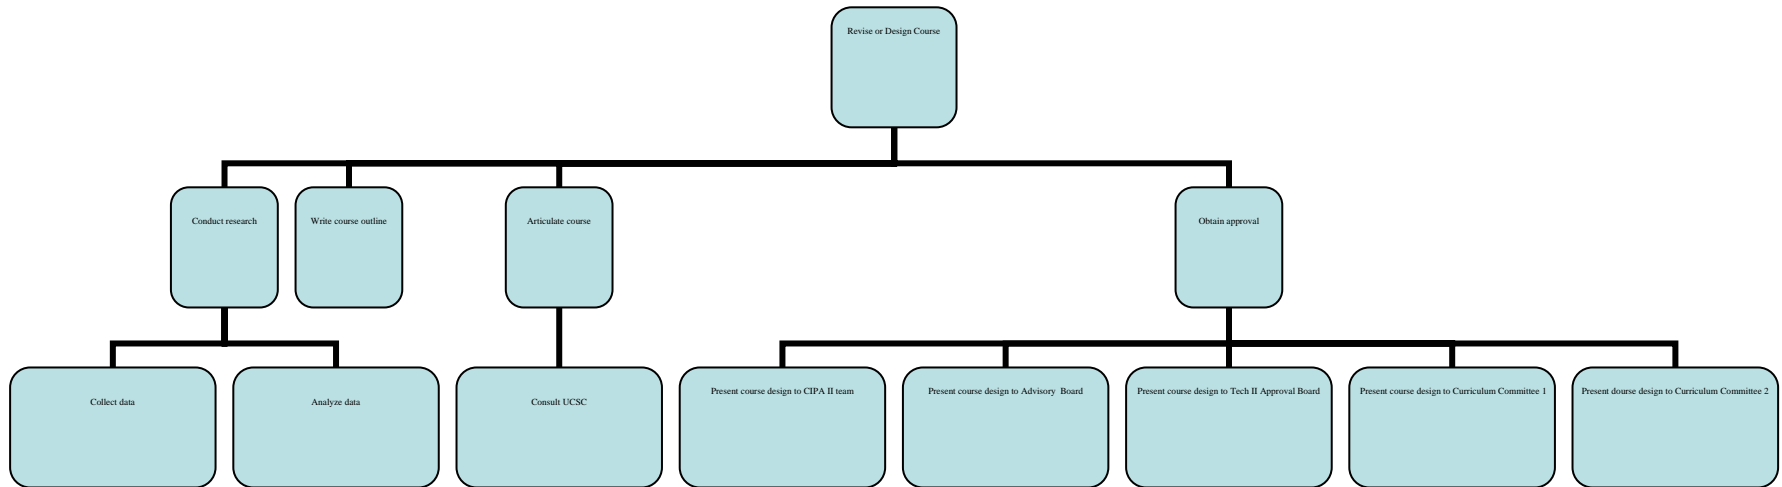 Revise or Design Course
Conduct research
Write course outline
Articulate course
Obtain approval
Collect data
Analyze data
Consult UCSC
Present course design to CIPA II team
Present course design to Advisory Board
Present course design to Tech II Approval Board
Present course design to Curriculum Committee 1
Present dourse design to Curriculum Committee 2